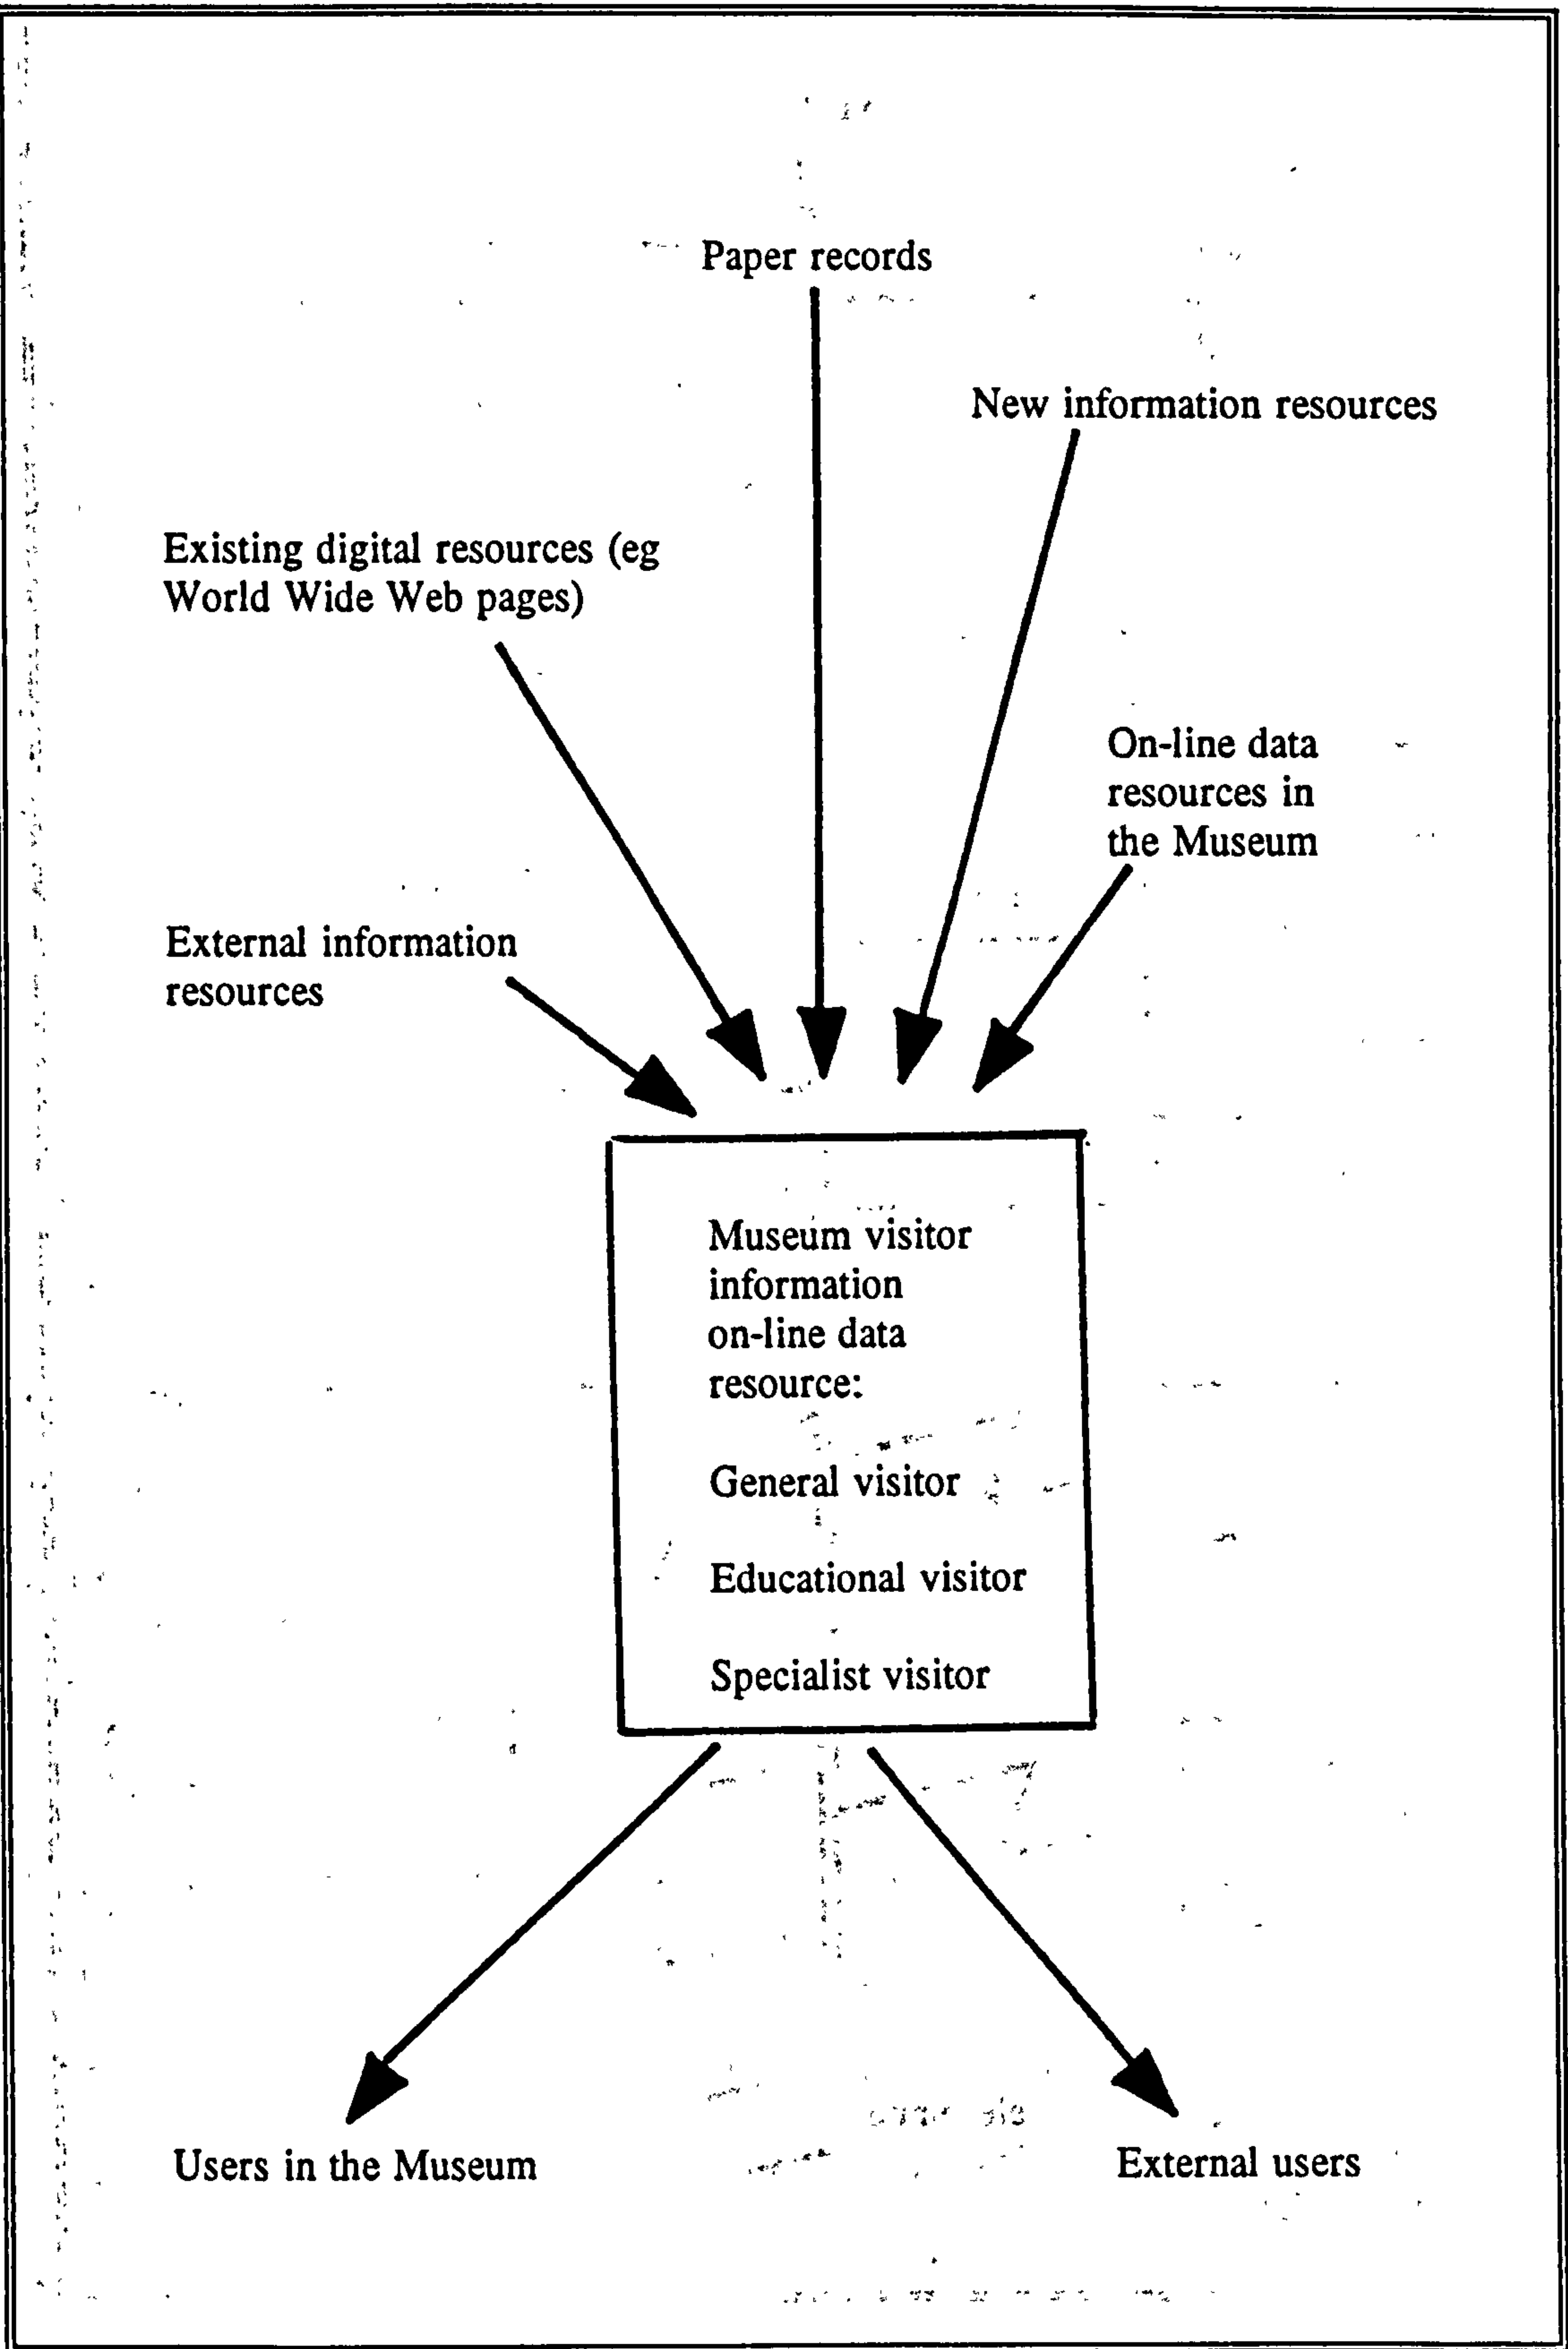 Paper records
New information resources
Existing digital resources (eg
World Wide Web pages)
On-line data
resources in
the Museum
External information
resources
Museum visitor
information
on-line data
resource:
General visitor
Educational visitor
Specialist visitor
Users in the Museum
External users